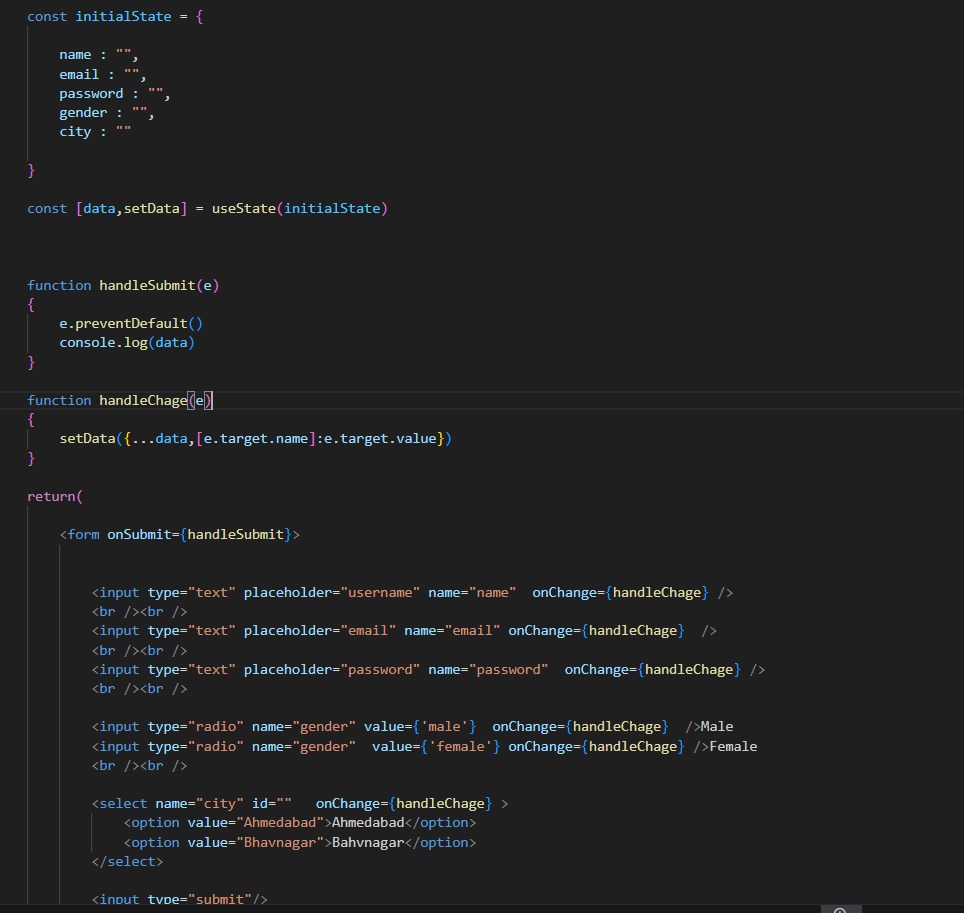 const initialState = {
name : "",
email : "",
password : "",
gender : "",
city : ""
}
const [data,setData] = useState(initialState)
function handleSubmit(e)
{
e.preventDefault()
console.log(data)
}
function handleChage(e)
{
setData({...data,[e.target.name]:e.target.value})
}
return(
<form onSubmit={handleSubmit}>
<input type="text" placeholder="username" name="name"  onChange={handleChage} />
<br /><br />
<input type="text" placeholder="email" name="email" onChange={handleChage}  />
<br /><br />
<input type="text" placeholder="password" name="password"  onChange={handleChage} />
<br /><br />
<input type="radio" name="gender" value={'male'}  onChange={handleChage}  />Male
<input type="radio" name="gender"  value={'female'} onChange={handleChage} />Female
<br /><br />
<select name="city" id=""   onChange={handleChage} >
<option value="Ahmedabad">Ahmedabad</option>
<option value="Bhavnagar">Bahvnagar</option>
</select>
<input type="submit"/>